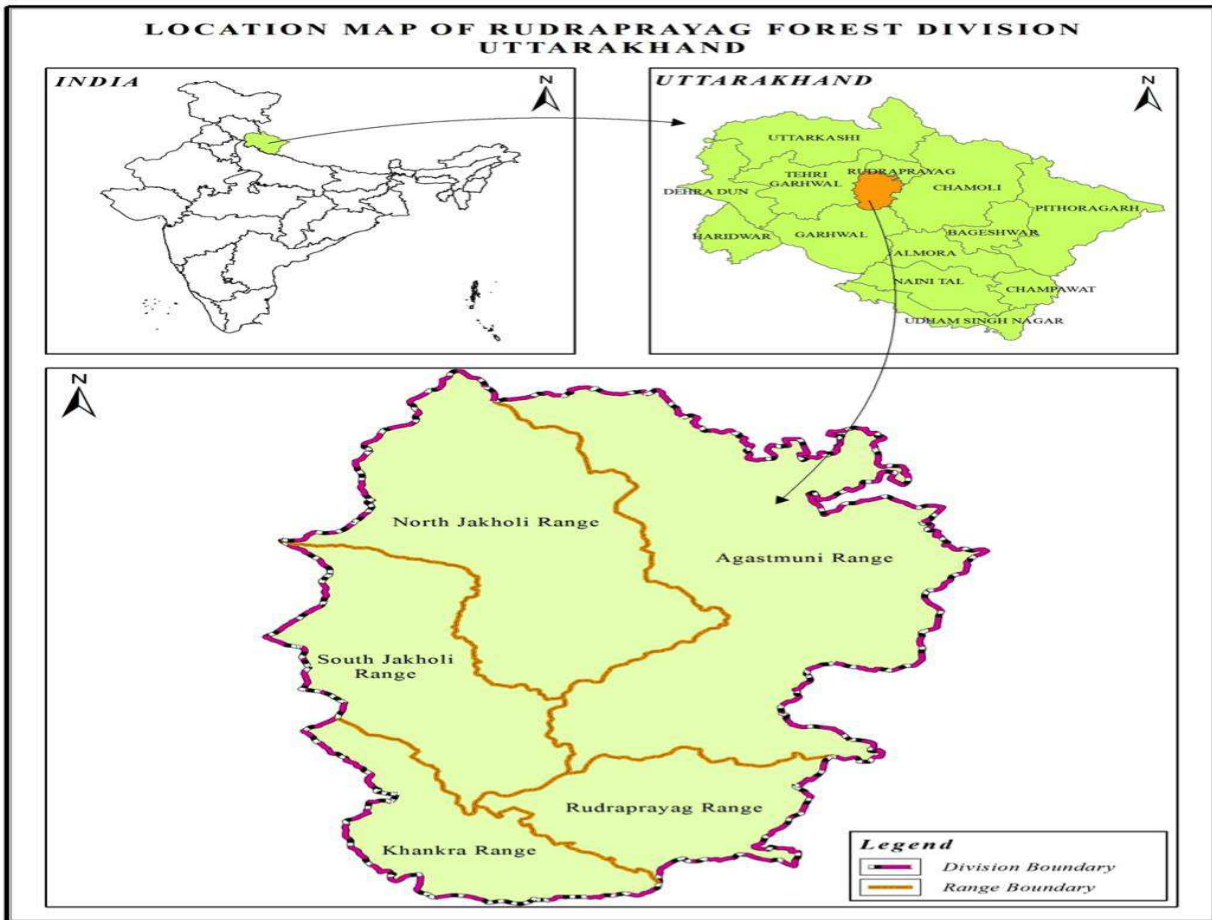 LOCATION MAP OF RUDRAPRAYAG FOREST DIVISION
UTTARAKHAND
INDIA
N
UTTARAKHAND
N
UTTARKASHI
TEHRI
GARHWAL
RUDRAPRAYAG
DEHRA DUN
CHAMOLI
PITHORAGARH
HARIDWAR
GARHWAL
BAGESHWAR
ALMORA
NAINI TAL
CHAMPAWAT
UDHAM SINGH NAGAR
N
North Jakholi Range
Agastmuni Range
South Jakholi
Range
Rudraprayag Range
Khankra Range
Legend
Division Boundary
Range Boundary